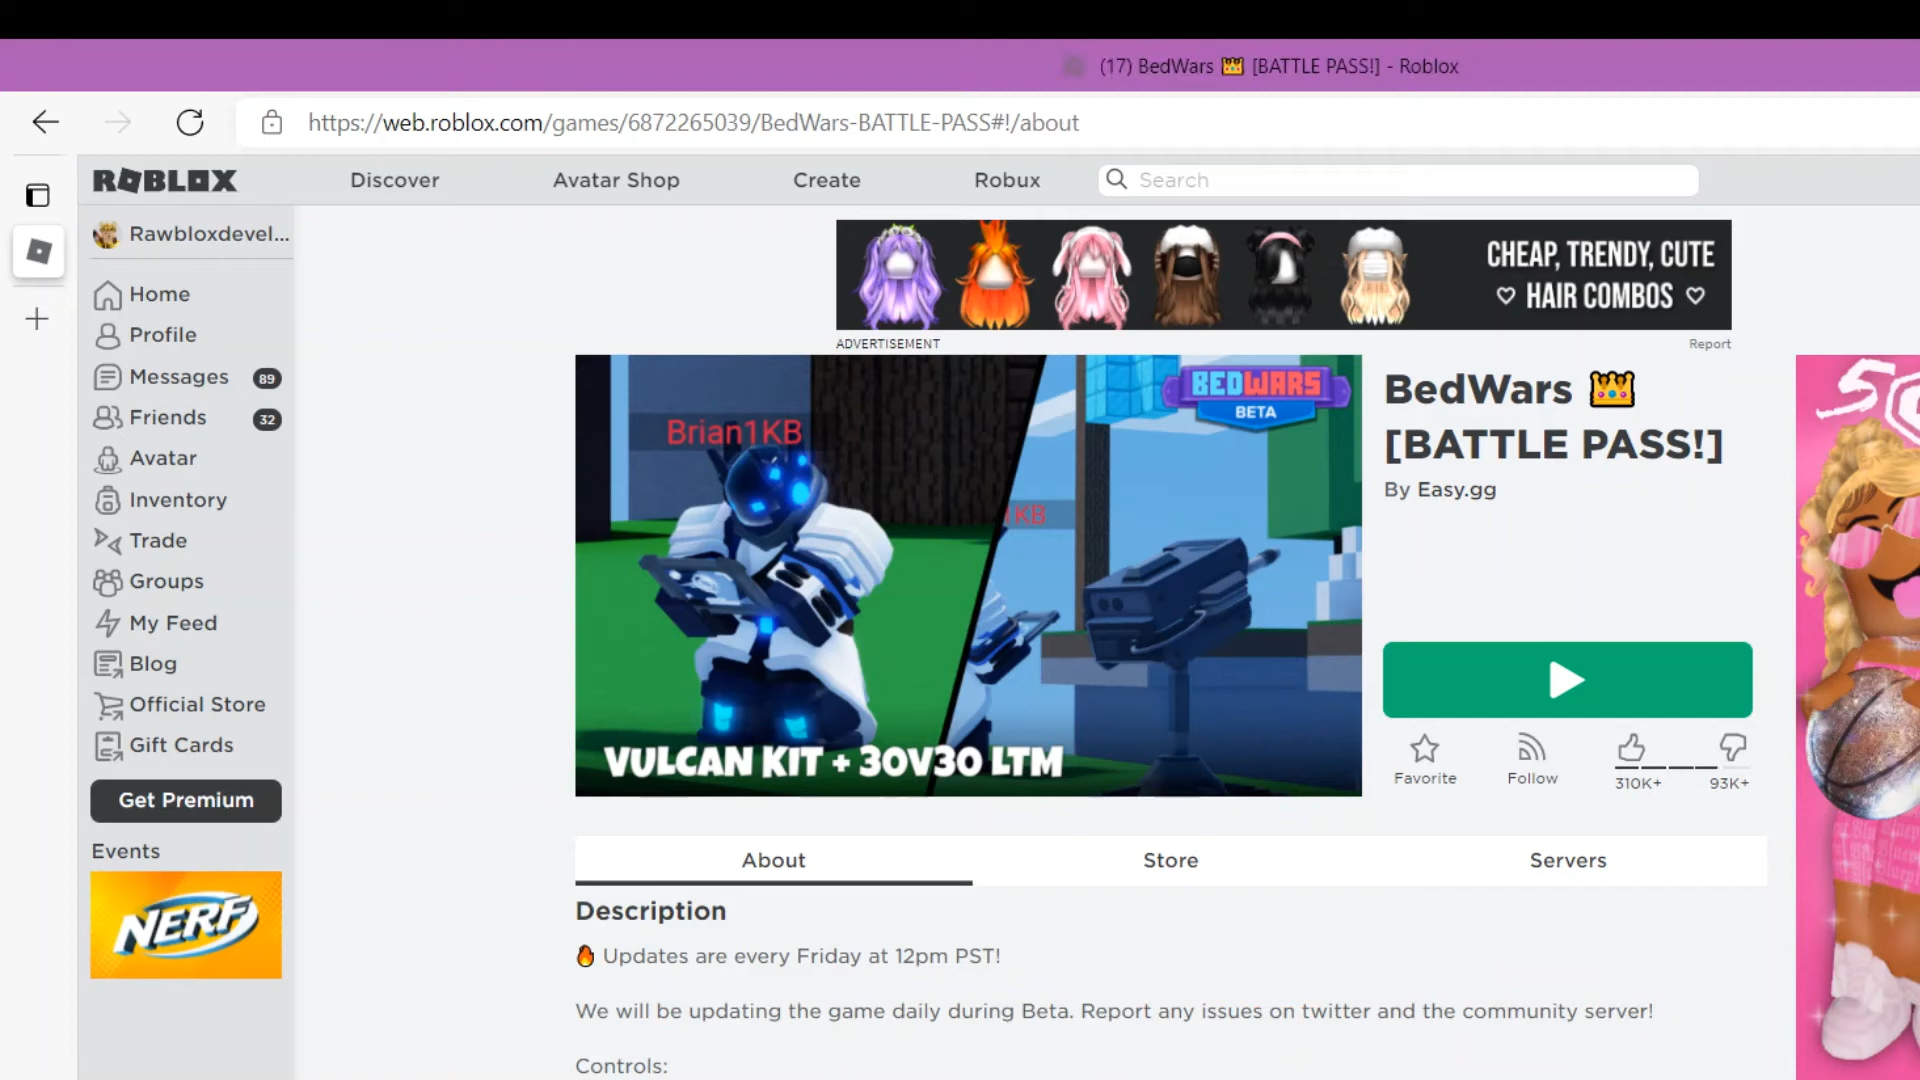 (17) BedWars 👑 [BATTLE PASS!] - Roblox
https://web.roblox.com/games/6872265039/BedWars-BATTLE-PASS#!/about
ROBLOX
Discover
Avatar Shop
Create
Robux
Search
Rawbloxdevel...
Home
Profile
Messages 89
Friends 32
Avatar
Inventory
Trade
Groups
My Feed
Blog
Official Store
Gift Cards
Get Premium
Events
NERF
CHEAP, TRENDY, CUTE
♡ HAIR COMBOS ♡
ADVERTISEMENT
Report
Brian1KB
1KB
BEDWARS
BETA
VULCAN KIT + 30V30 LTM
BedWars 👑
[BATTLE PASS!]
By Easy.gg
Favorite
Follow
310K+
93K+
About
Store
Servers
Description
🔥 Updates are every Friday at 12pm PST!
We will be updating the game daily during Beta. Report any issues on twitter and the community server!
Controls: